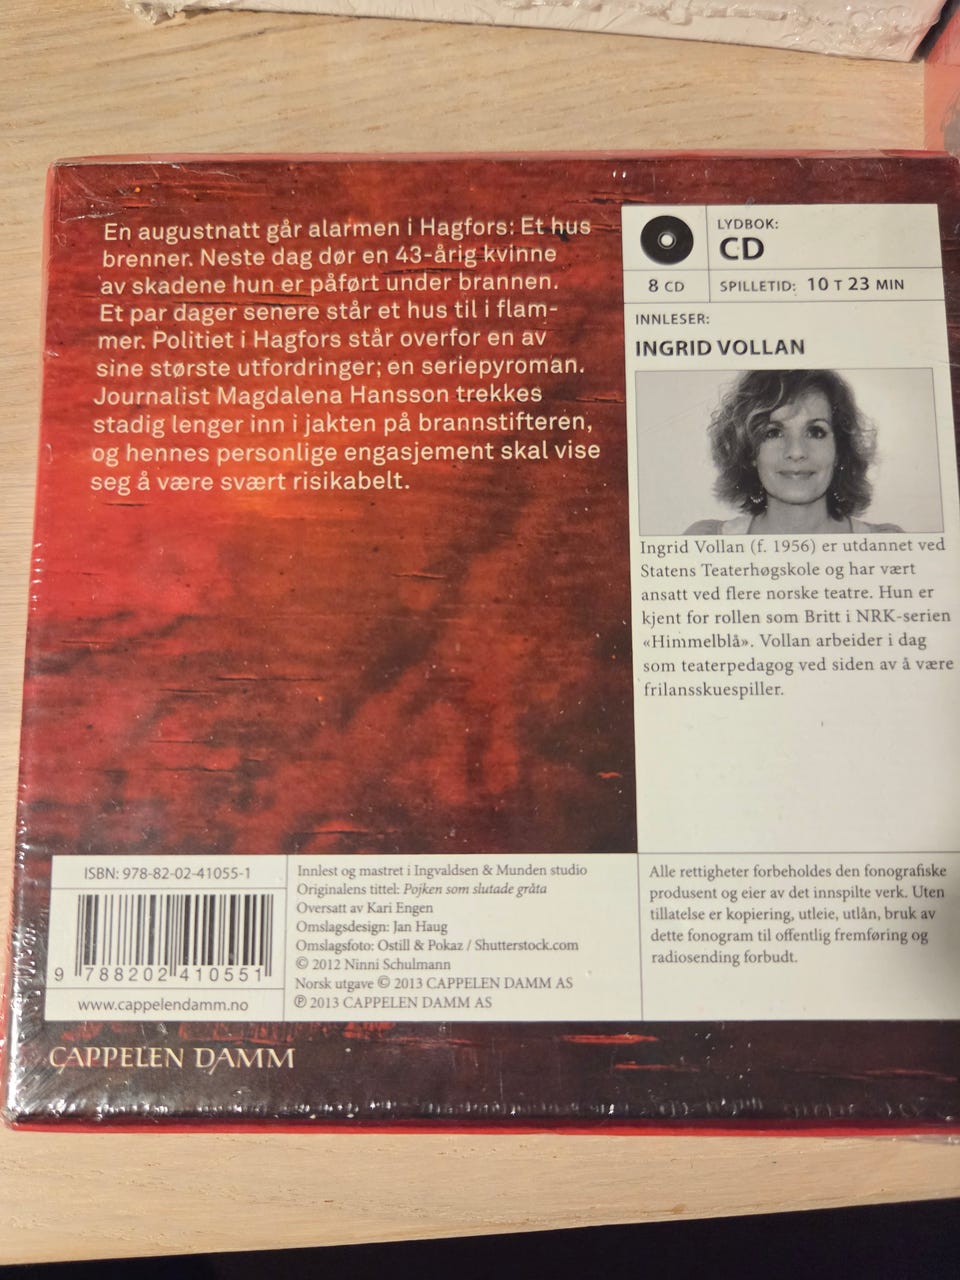 En augustnatt går alarmen i Hagfors: Et hus
brenner. Neste dag dør en 43-årig kvinne
av skadene hun er påført under brannen.
Et par dager senere står et hus til i flam-
mer. Politiet i Hagfors står overfor en av
sine største utfordringer; en seriepyroman.
Journalist Magdalena Hansson trekkes
stadig lenger inn i jakten på brannstifteren,
og hennes personlige engasjement skal vise
seg å være svært risikabelt.
LYDBOK:
CD
8 CD
SPILLETID: 10 T 23 MIN
INNLESER:
INGRID VOLLAN
Ingrid Vollan (f. 1956) er utdannet ved
Statens Teaterhøgskole og har vært
ansatt ved flere norske teatre. Hun er
kjent for rollen som Britt i NRK-serien
«Himmelblå». Vollan arbeider i dag
som teaterpedagog ved siden av å være
frilansskuespiller.
ISBN: 978-82-02-41055-1
9 788202 410551
www.cappelendamm.no
Innlest og mastret i Ingvaldsen & Munden studio
Originalens tittel: Pojken som slutade gråta
Oversatt av Kari Engen
Omslagsdesign: Jan Haug
Omslagsfoto: Ostill & Pokaz / Shutterstock.com
© 2012 Ninni Schulmann
Norsk utgave © 2013 CAPPELEN DAMM AS
℗ 2013 CAPPELEN DAMM AS
Alle rettigheter forbeholdes den fonografiske
produsent og eier av det innspilte verk. Uten
tillatelse er kopiering, utleie, utlån, bruk av
dette fonogram til offentlig fremføring og
radiosending forbudt.
CAPPELEN DAMM